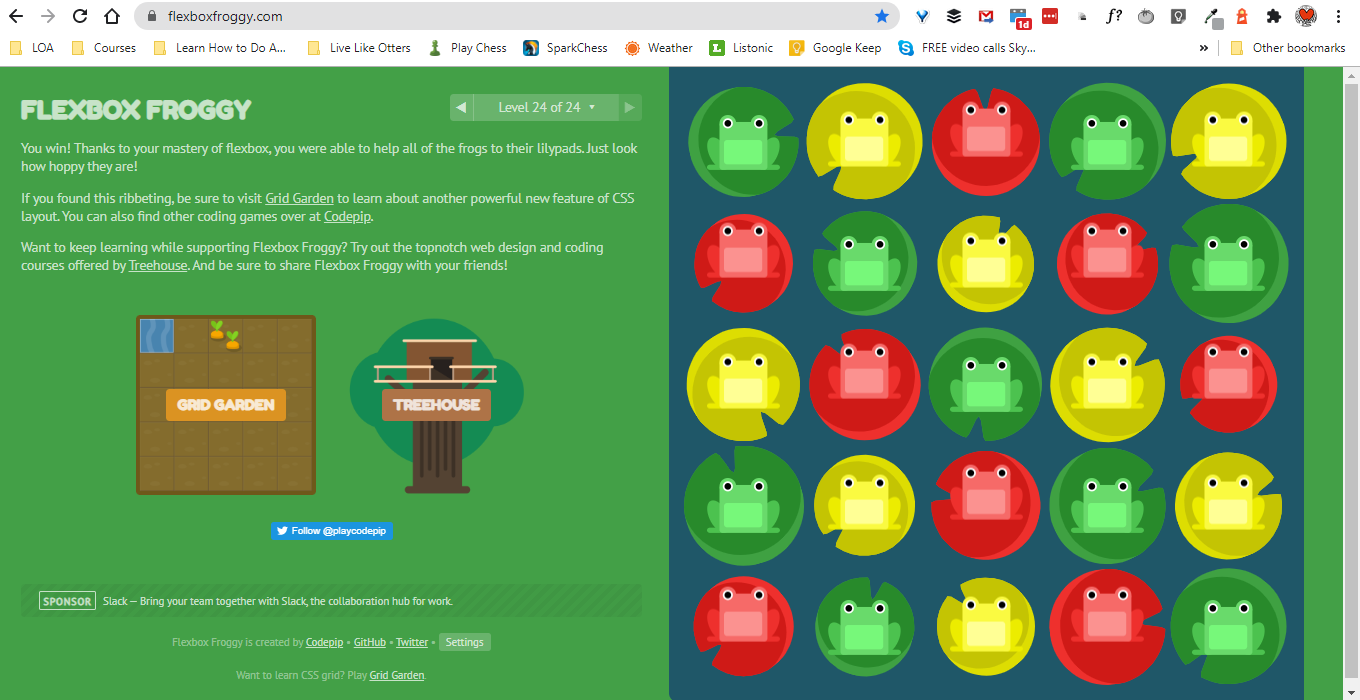 flexboxfroggy.com
1d
f?
LOA
Courses
Learn How to Do A...
Live Like Otters
Play Chess
SparkChess
Weather
L
Listonic
Google Keep
FREE video calls Sky...
»
Other bookmarks
FLEXBOX FROGGY
◀ Level 24 of 24 ▾ ▶
You win! Thanks to your mastery of flexbox, you were able to help all of the frogs to their lilypads. Just look
how hoppy they are!
If you found this ribbeting, be sure to visit Grid Garden to learn about another powerful new feature of CSS
layout. You can also find other coding games over at Codepip.
Want to keep learning while supporting Flexbox Froggy? Try out the topnotch web design and coding
courses offered by Treehouse. And be sure to share Flexbox Froggy with your friends!
GRID GARDEN
TREEHOUSE
Follow @playcodepip
SPONSOR Slack — Bring your team together with Slack, the collaboration hub for work.
Flexbox Froggy is created by Codepip • GitHub • Twitter • Settings
Want to learn CSS grid? Play Grid Garden.